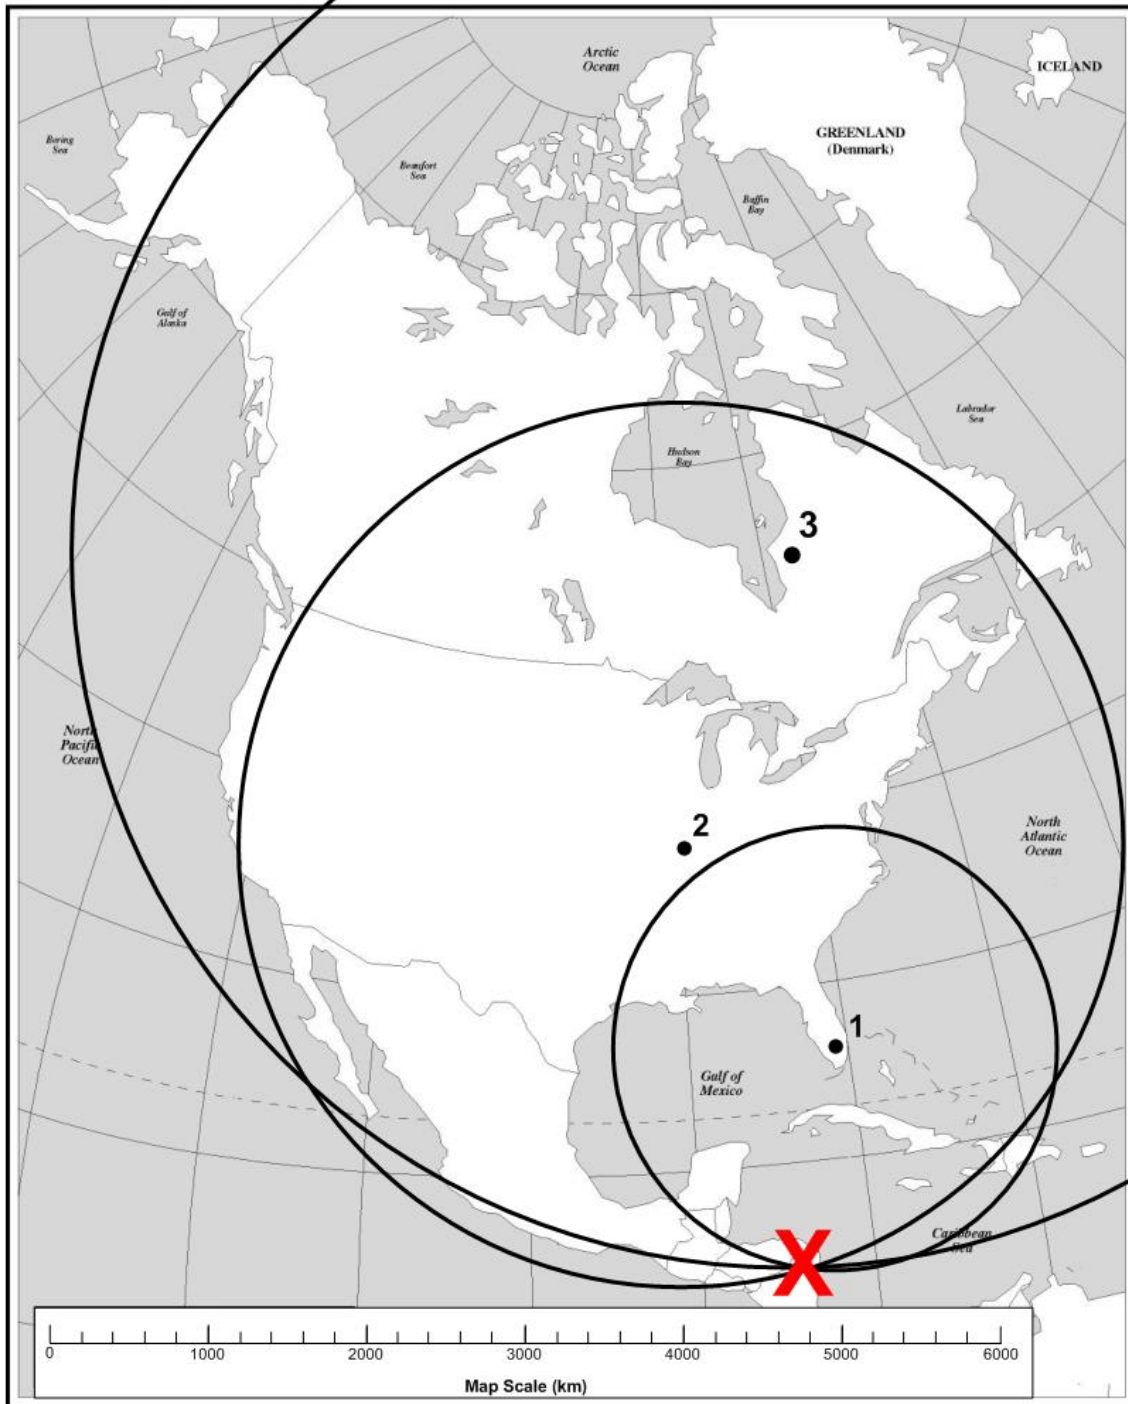 Arctic
Ocean
ICELAND
GREENLAND
(Denmark)
Bering
Sea
Beaufort
Sea
Baffin
Bay
Gulf of
Alaska
Labrador
Sea
Hudson
Bay
3
North
Pacific
Ocean
2
North
Atlantic
Ocean
1
Gulf of
Mexico
Caribbean
Sea
X
0 1000 2000 3000 4000 5000 6000
Map Scale (km)